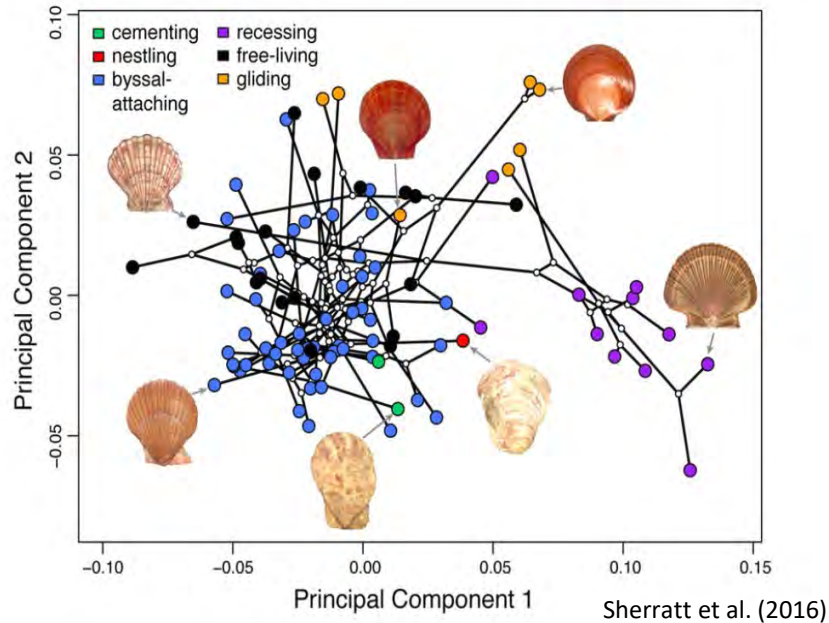 cementing
nestling
byssal-
attaching
recessing
free-living
gliding
0.10
0.05
0.00
−0.05
Principal Component 2
−0.10
−0.05
0.00
0.05
0.10
0.15
Principal Component 1
Sherratt et al. (2016)